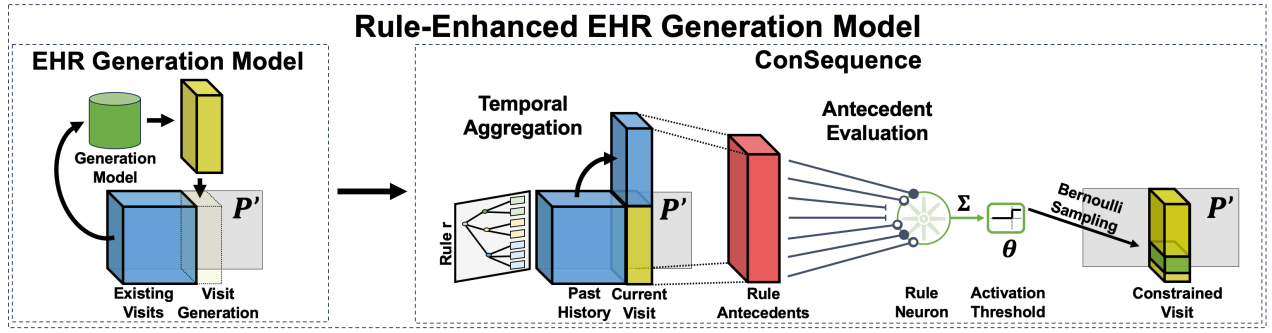 Rule-Enhanced EHR Generation Model
EHR Generation Model
Generation
Model
P'
Existing
Visits
Visit
Generation
ConSequence
Temporal
Aggregation
Rule r
P'
Past
History
Current
Visit
Rule
Antecedents
Antecedent
Evaluation
Σ
θ
Rule
Neuron
Activation
Threshold
Bernoulli
Sampling
P'
Constrained
Visit